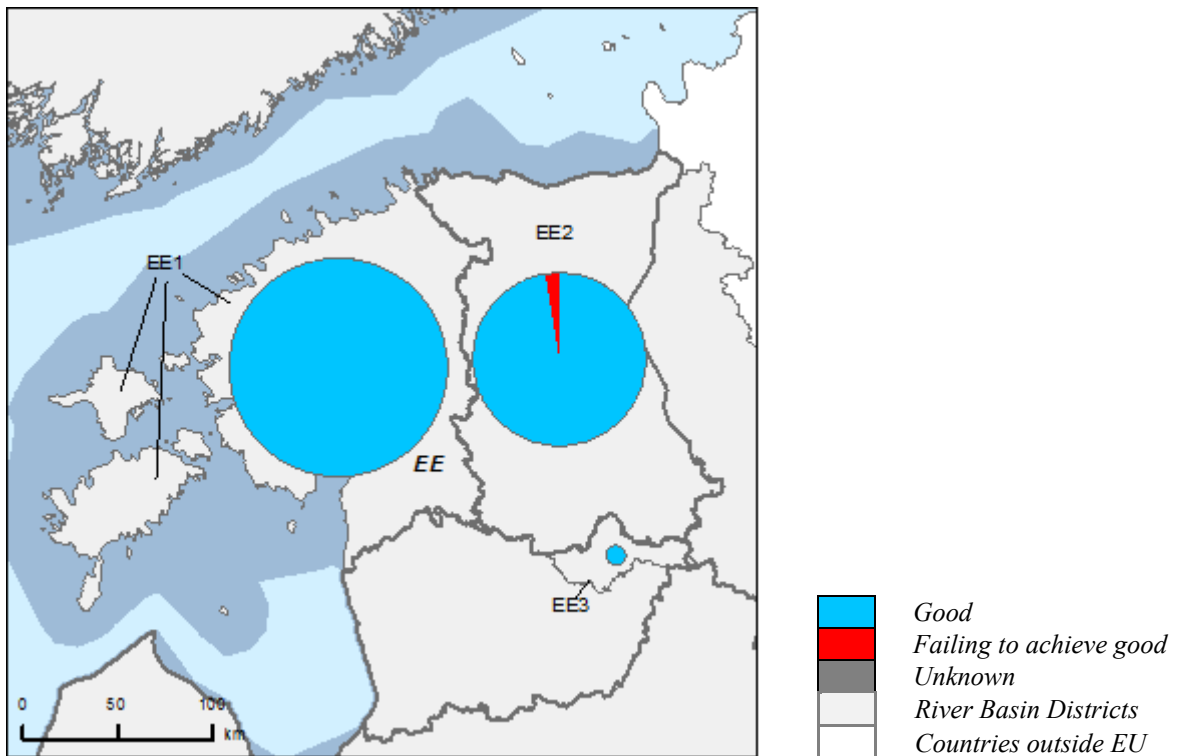 EE2
EE1
EE
EE3
0 50 100
km
Good
Failing to achieve good
Unknown
River Basin Districts
Countries outside EU